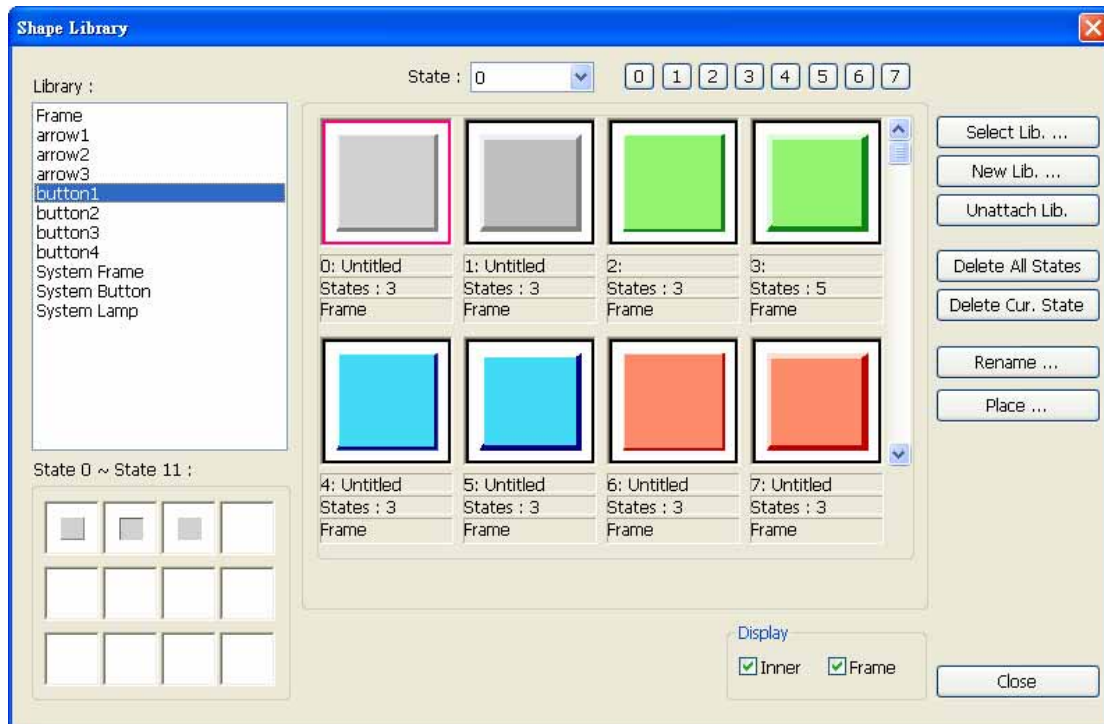 Shape Library
State : 0 0 1 2 3 4 5 6 7
Library :
Frame
arrow1
arrow2
arrow3
button1
button2
button3
button4
System Frame
System Button
System Lamp
0: Untitled 1: Untitled 2: 3:
States : 3 States : 3 States : 3 States : 5
Frame Frame Frame Frame
4: Untitled 5: Untitled 6: Untitled 7: Untitled
States : 3 States : 3 States : 3 States : 3
Frame Frame Frame Frame
Select Lib. ...
New Lib. ...
Unattach Lib.
Delete All States
Delete Cur. State
Rename ...
Place ...
State 0 ~ State 11 :
Display
Inner Frame
Close